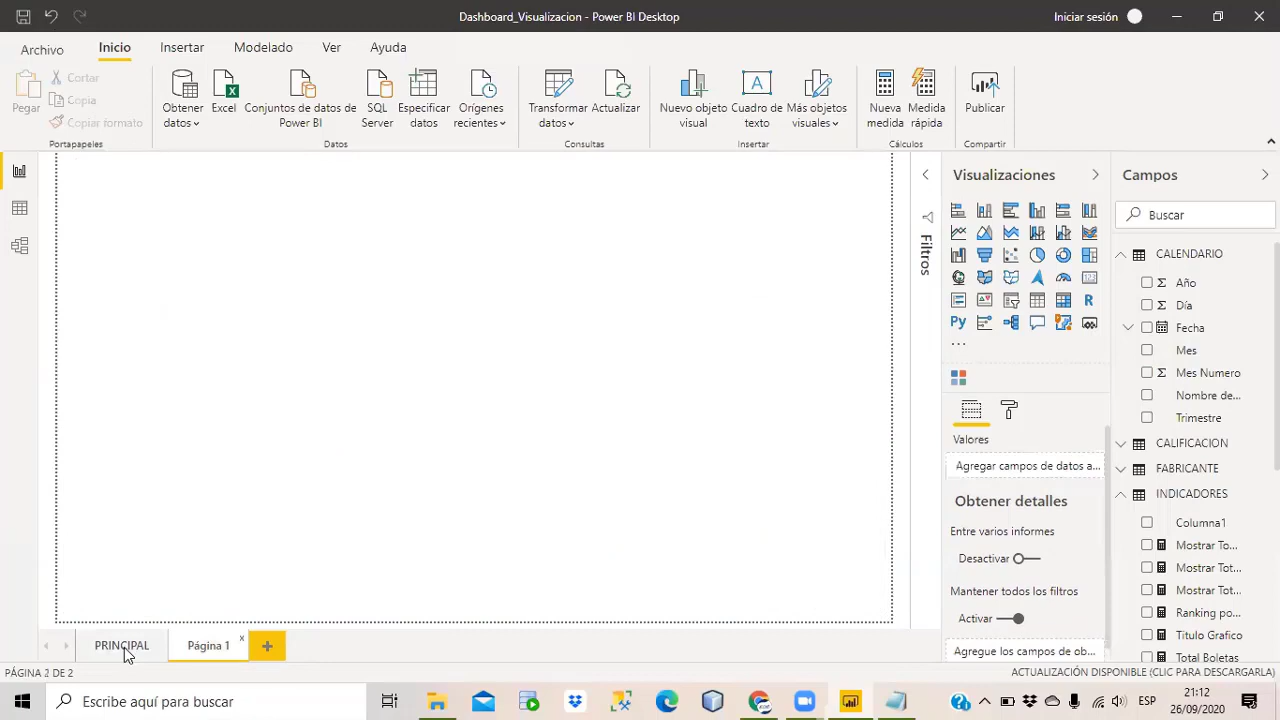 Dashboard_Visualizacion - Power BI Desktop
Iniciar sesión
Archivo
Inicio
Insertar
Modelado
Ver
Ayuda
Pegar
Cortar
Copia
Copiar formato
Portapapeles
Obtener datos
Excel
Conjuntos de datos de Power BI
SQL Server
Especificar datos
Orígenes recientes
Datos
Transformar datos
Actualizar
Consultas
Nuevo objeto visual
Cuadro de texto
Más objetos visuales
Insertar
Nueva medida
Medida rápida
Cálculos
Publicar
Compartir
Filtros
Visualizaciones
Valores
Agregar campos de datos a...
Obtener detalles
Entre varios informes
Desactivar
Mantener todos los filtros
Activar
Agregue los campos de ob...
Campos
Buscar
CALENDARIO
Año
Día
Fecha
Mes
Mes Numero
Nombre de...
Trimestre
CALIFICACION
FABRICANTE
INDICADORES
Columna1
Mostrar To...
Mostrar Tot...
Mostrar Tot...
Ranking po...
Titulo Grafico
Total Boletas
PRINCIPAL
Página 1
PÁGINA 2 DE 2
ACTUALIZACIÓN DISPONIBLE (CLIC PARA DESCARGARLA)
Escribe aquí para buscar
ESP
21:12
26/09/2020